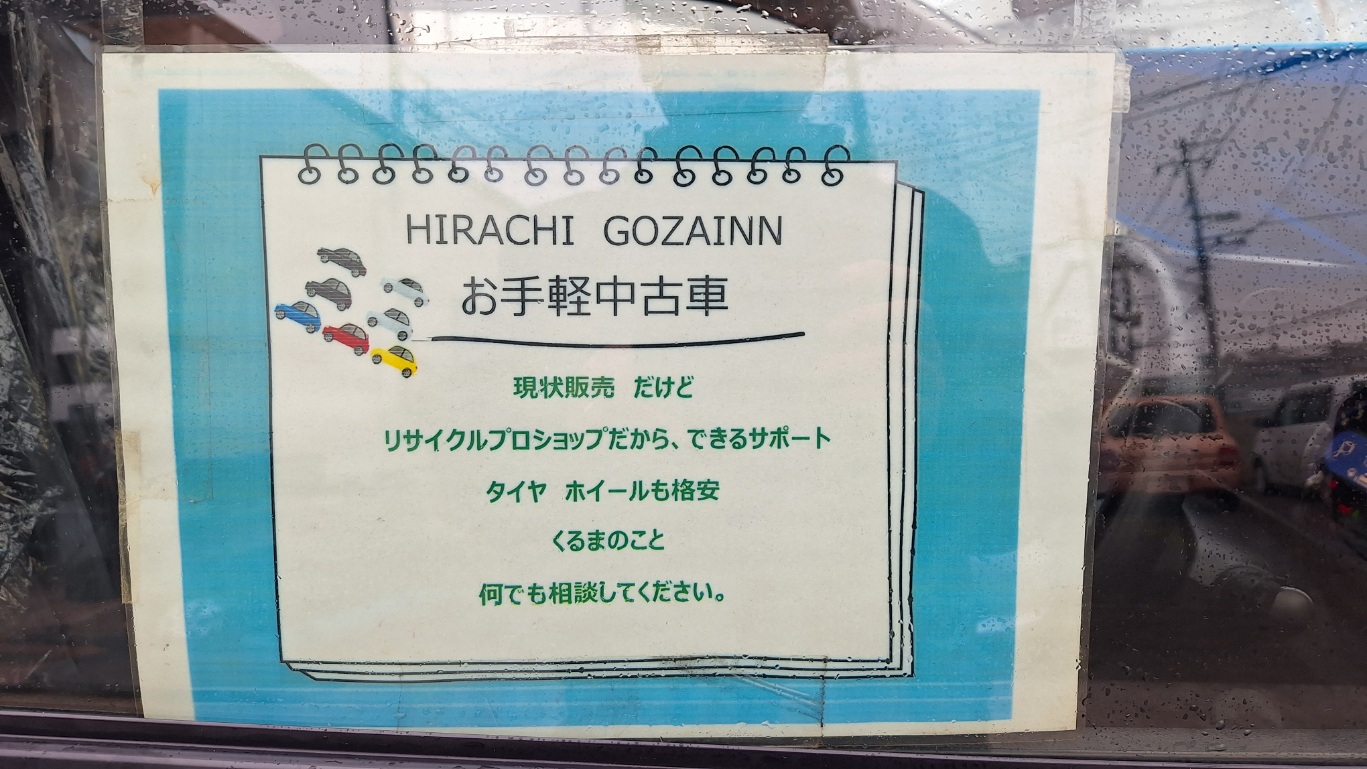 HIRACHI GOZAINN
お手軽中古車
現状販売 だけど
リサイクルプロショップだから、できるサポート
タイヤ ホイールも格安
くるまのこと
何でも相談してください。